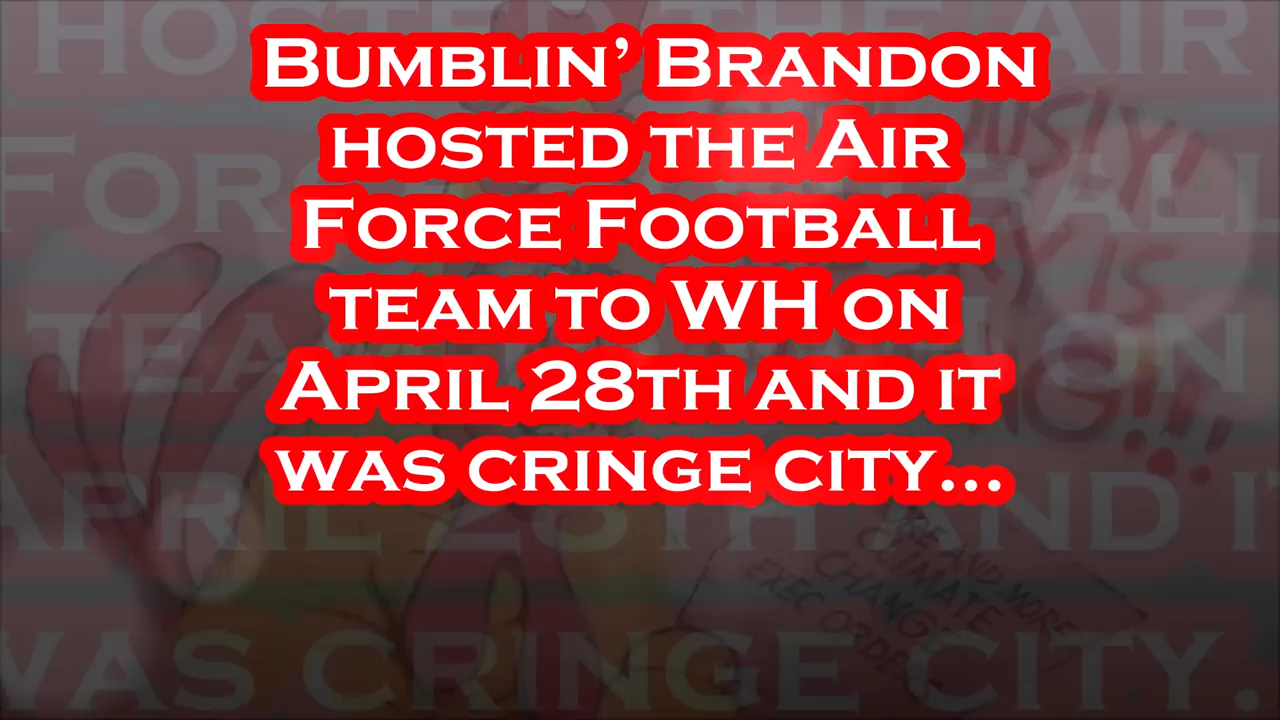 Bumblin' Brandon
hosted the Air
Force Football
team to WH on
April 28th and it
was cringe city...